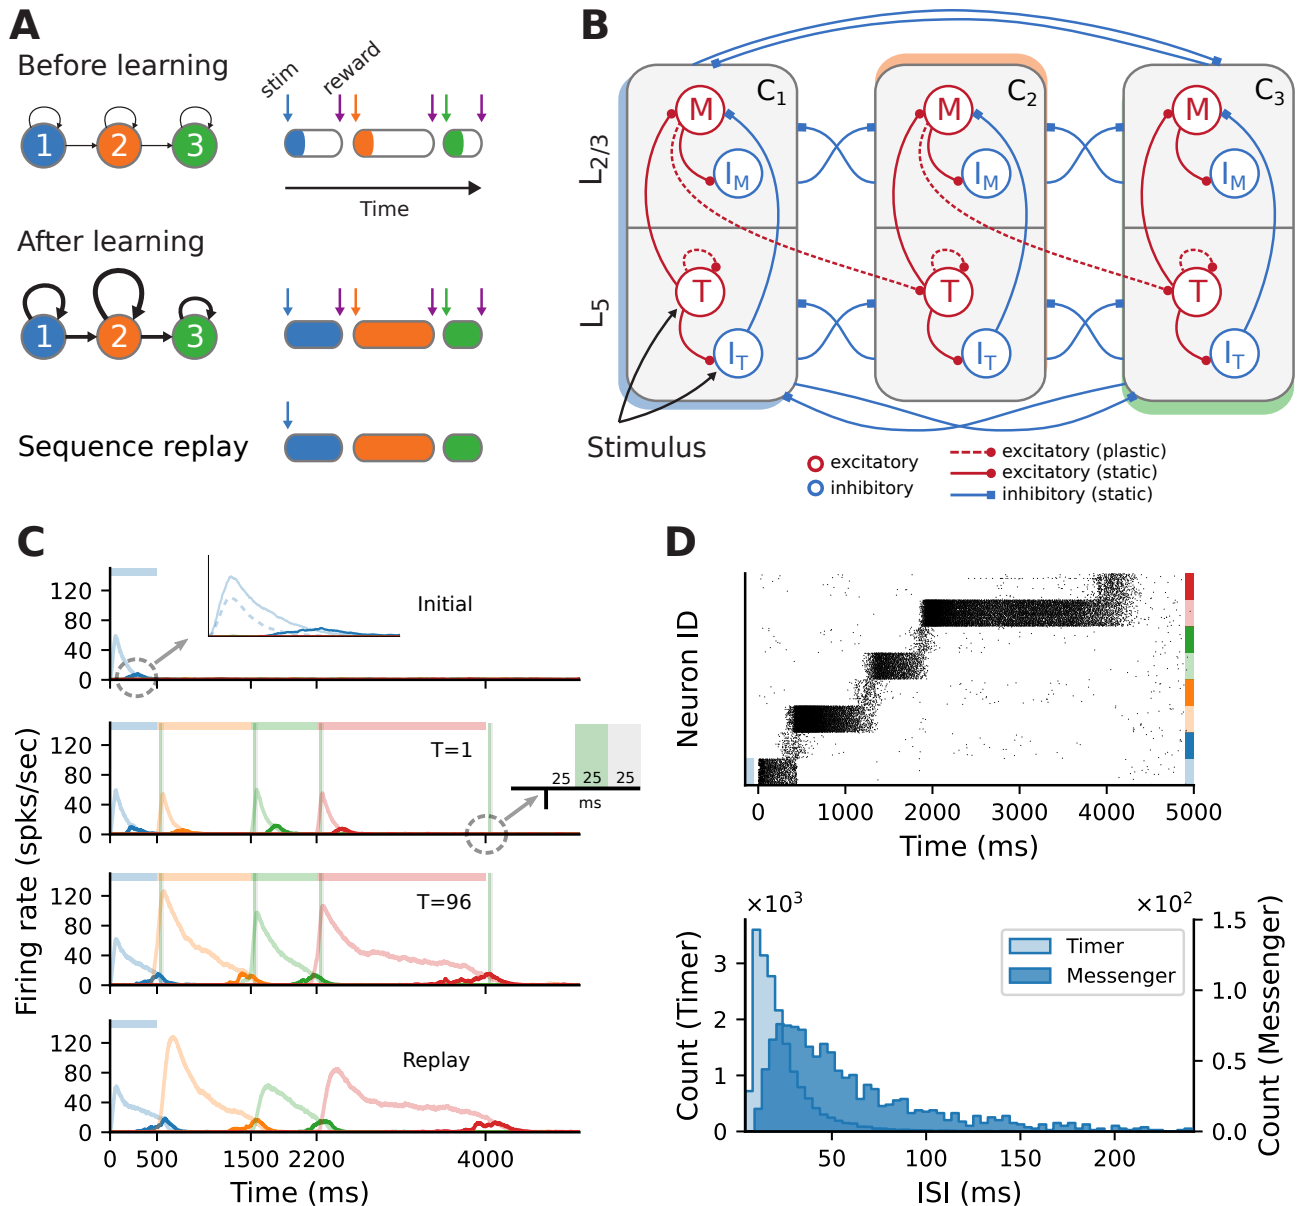 A
Before learning
1 2 3
stim
reward
Time
After learning
1 2 3
Sequence replay
B
L2/3
L5
C1
M
IM
T
IT
C2
M
IM
T
IT
C3
M
IM
T
IT
Stimulus
excitatory
inhibitory
excitatory (plastic)
excitatory (static)
inhibitory (static)
C
Firing rate (spks/sec)
120
80
40
0
Initial
120
80
40
0
T=1
25 25 25
ms
120
80
40
0
T=96
120
80
40
0
Replay
0 500 1500 2200 4000
Time (ms)
D
Neuron ID
0 1000 2000 3000 4000 5000
Time (ms)
×10³
×10²
Count (Timer)
3
2
1
0
Timer
Messenger
1.5
1.0
0.5
0.0
Count (Messenger)
50 100 150 200
ISI (ms)